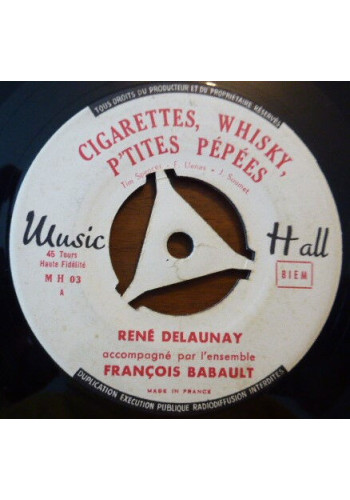 TOUS DROITS DU PRODUCTEUR ET DU PROPRIÉTAIRE RÉSERVÉS
CIGARETTES, WHISKY,
P'TITES PÉPÉES
Music Hall
45 Tours
Haute Fidélité
M H 03
A
BIEM
RENÉ DELAUNAY
accompagné par l'ensemble
FRANÇOIS BABAULT
MADE IN FRANCE
DUPLICATION EXÉCUTION PUBLIQUE RADIODIFFUSION INTERDITES